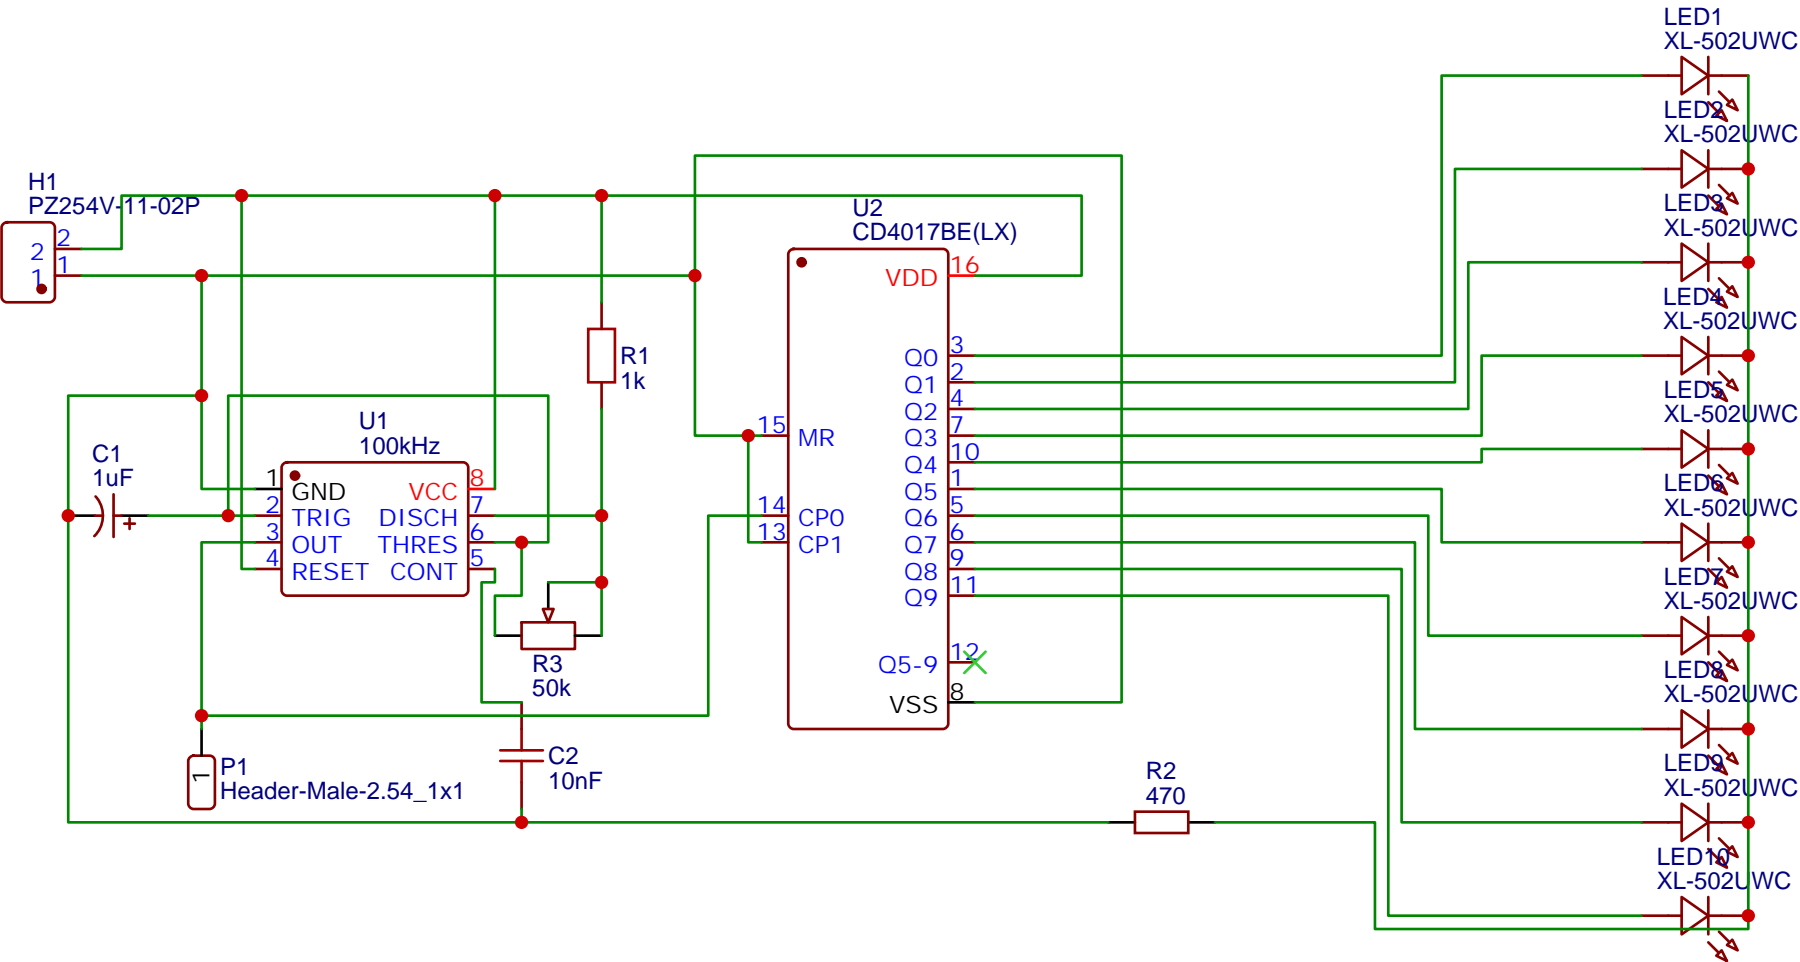 LED1
XL-502UWC
LED2
XL-502UWC
LED3
XL-502UWC
LED4
XL-502UWC
LED5
XL-502UWC
LED6
XL-502UWC
LED7
XL-502UWC
LED8
XL-502UWC
LED9
XL-502UWC
LED10
XL-502UWC
H1
PZ254V-11-02P
2 2
1 1
R1
1k
C1
1uF
U1
100kHz
1 GND VCC 8
2 TRIG DISCH 7
3 OUT THRES 6
4 RESET CONT 5
R3
50k
C2
10nF
1
P1
Header-Male-2.54_1x1
U2
CD4017BE(LX)
VDD 16
Q0 3
Q1 2
Q2 4
15 MR Q3 7
Q4 10
Q5 1
14 CP0 Q6 5
13 CP1 Q7 6
Q8 9
Q9 11
Q5-9 12
VSS 8
R2
470